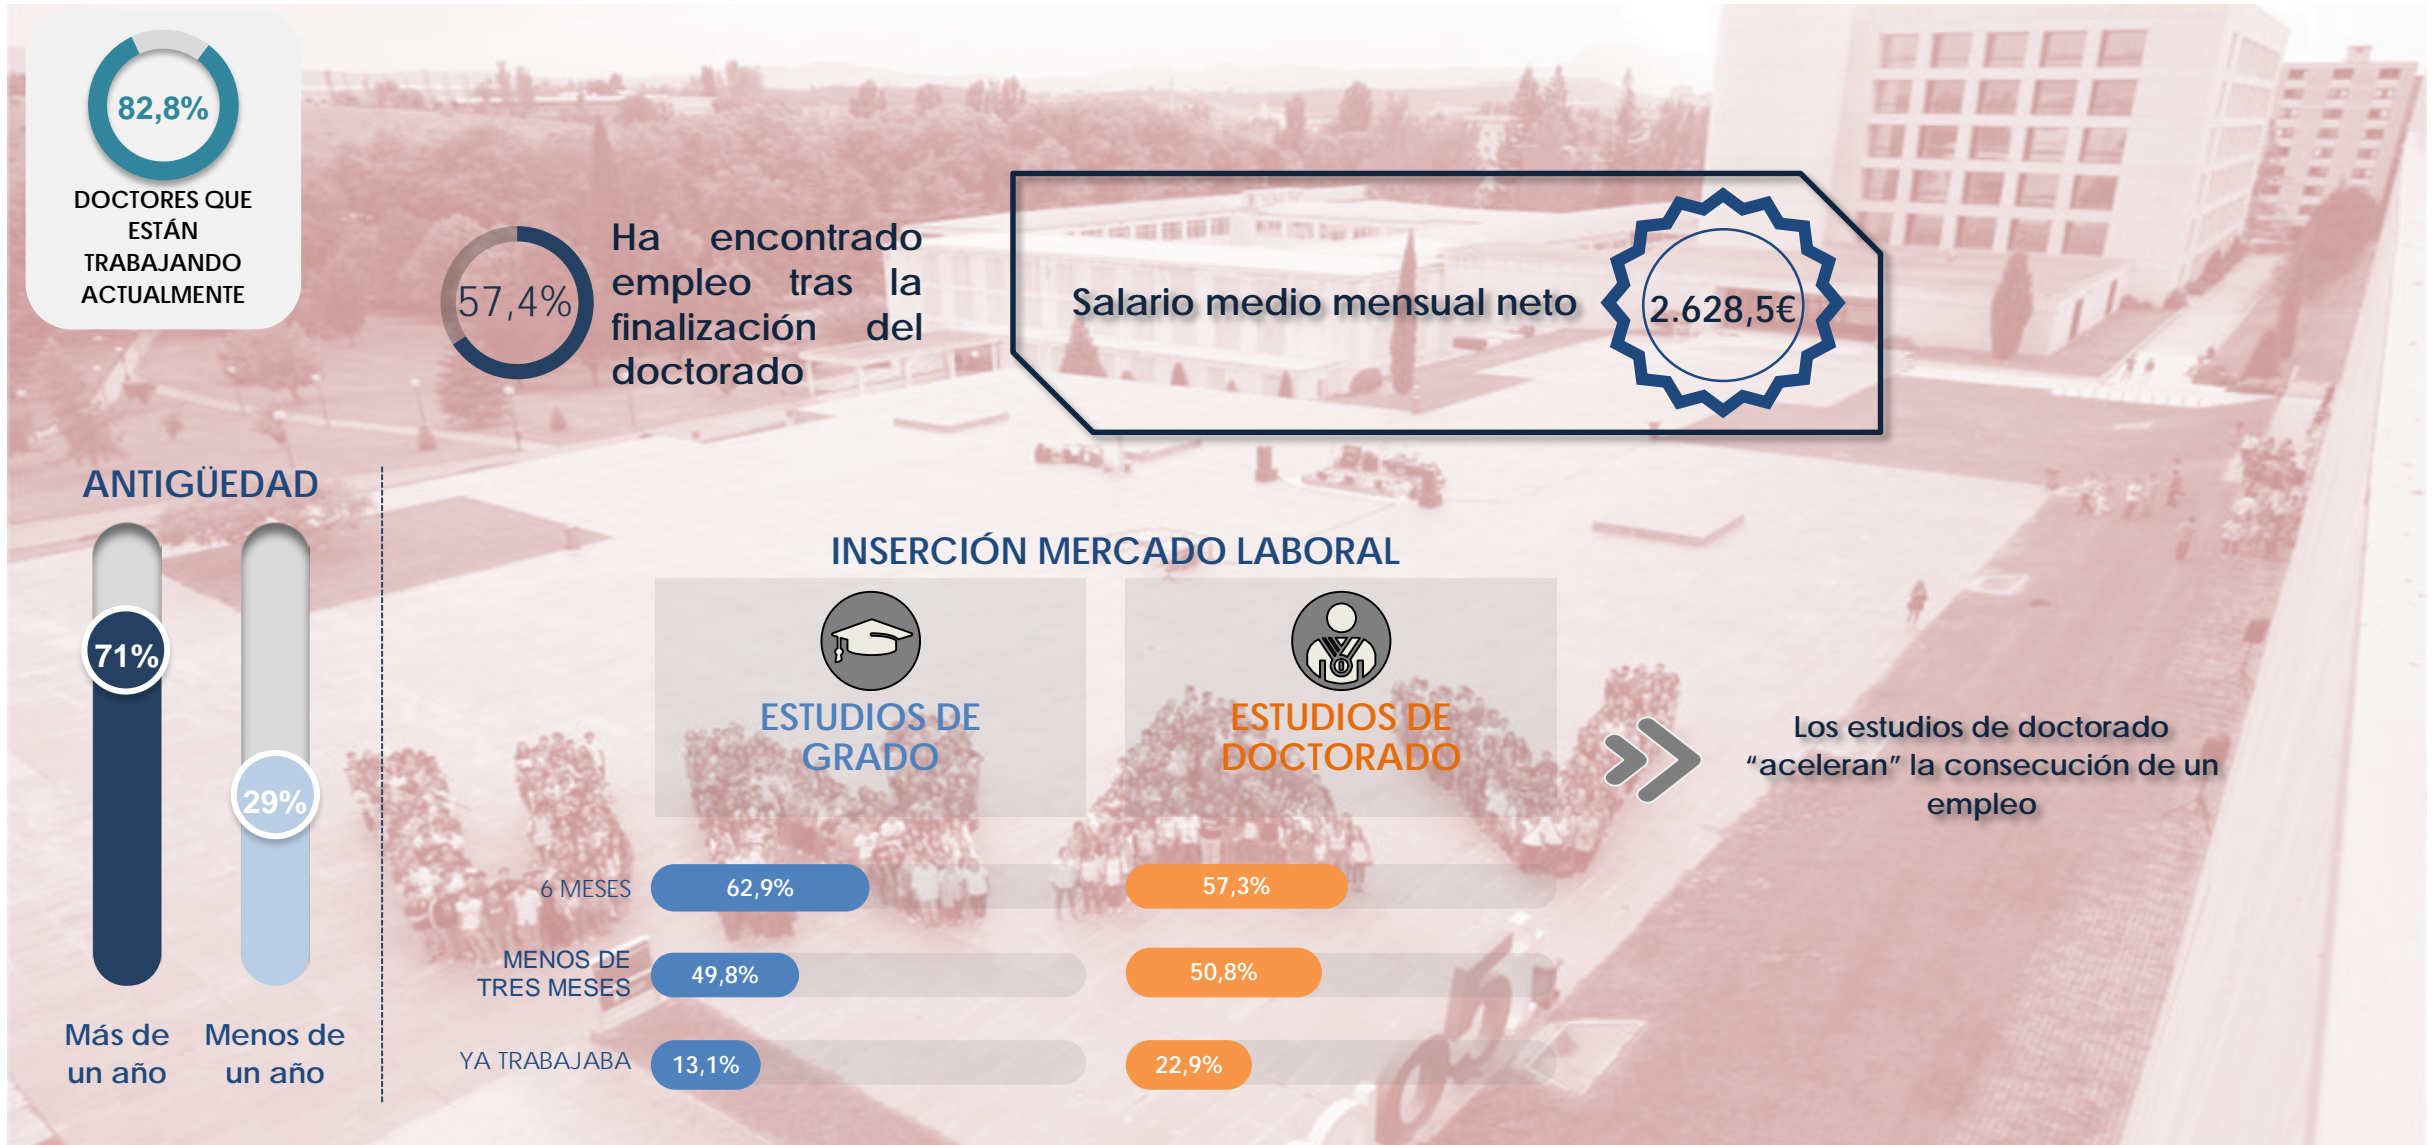 82,8%
DOCTORES QUE
ESTÁN
TRABAJANDO
ACTUALMENTE
57,4%
Ha encontrado
empleo tras la
finalización del
doctorado
Salario medio mensual neto
2.628,5€
ANTIGÜEDAD
71%
29%
Más de
un año
Menos de
un año
INSERCIÓN MERCADO LABORAL
ESTUDIOS DE
GRADO
ESTUDIOS DE
DOCTORADO
Los estudios de doctorado
“aceleran” la consecución de un
empleo
6 MESES
62,9%
57,3%
MENOS DE
TRES MESES
49,8%
50,8%
YA TRABAJABA
13,1%
22,9%